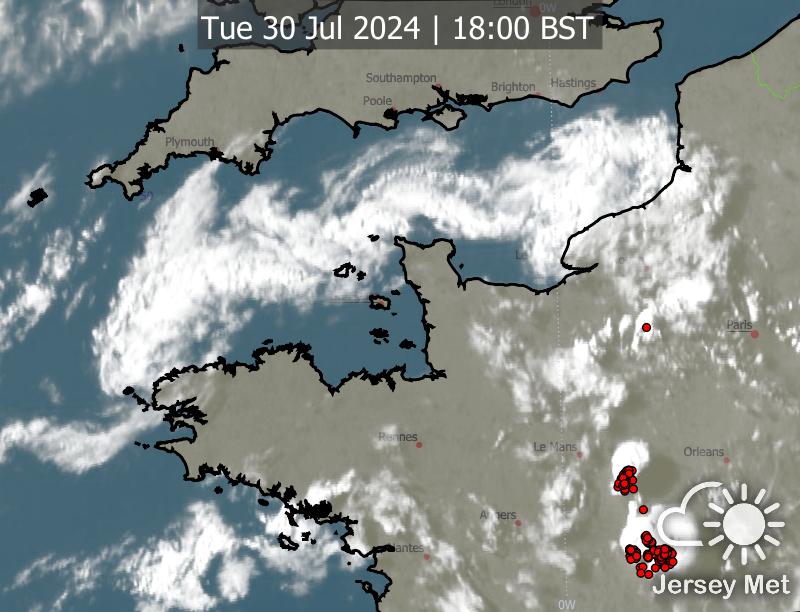 London
0W
Tue 30 Jul 2024 | 18:00 BST
Southampton
Brighton
Hastings
Poole
Plymouth
Paris
Rennes
Le Mans
Orleans
Angers
Nantes
Jersey Met
0W